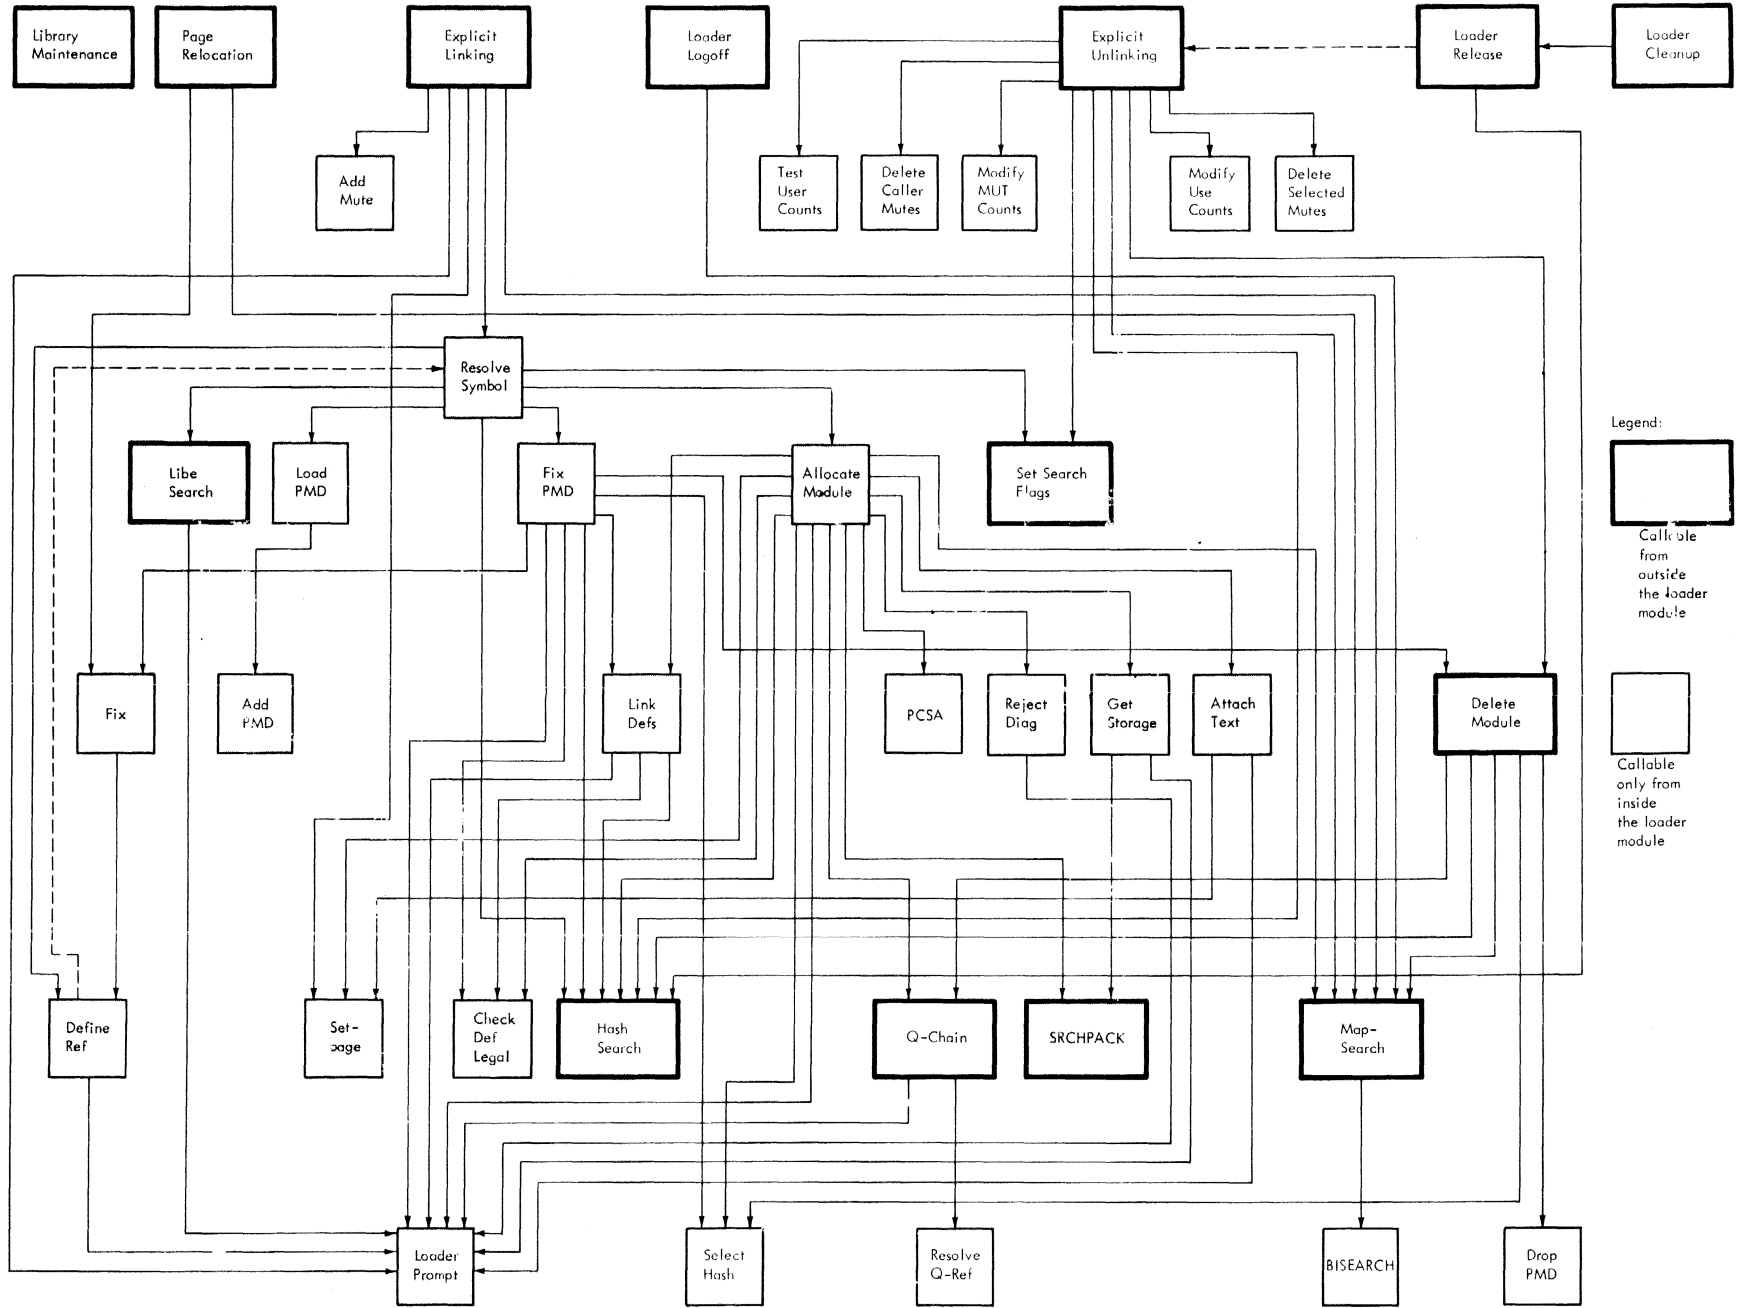 Library
Maintenance
Page
Relocation
Explicit
Linking
Loader
Logoff
Explicit
Unlinking
Loader
Release
Loader
Cleanup
Add
Mute
Test
User
Counts
Delete
Caller
Mutes
Modify
MUT
Counts
Modify
Use
Counts
Delete
Selected
Mutes
Resolve
Symbol
Libe
Search
Load
PMD
Fix
PMD
Allocate
Module
Set Search
Flags
Legend:
Callable
from
outside
the loader
module
Fix
Add
PMD
Link
Defs
PCSA
Reject
Diag
Get
Storage
Attach
Text
Delete
Module
Callable
only from
inside
the loader
module
Define
Ref
Set-
page
Check
Def
Legal
Hash
Search
Q-Chain
SRCHPACK
Map-
Search
Loader
Prompt
Select
Hash
Resolve
Q-Ref
BISEARCH
Drop
PMD